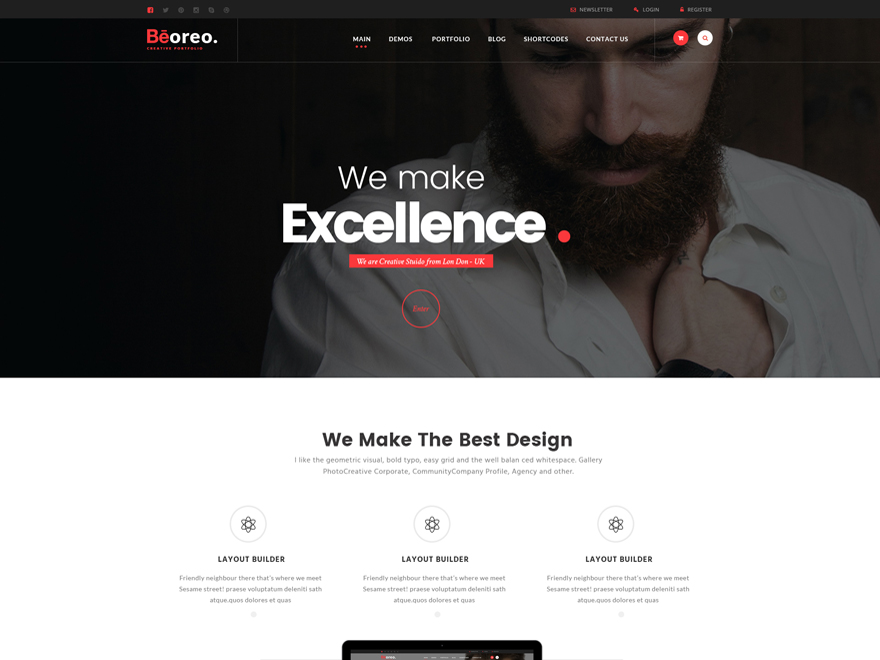 NEWSLETTER LOGIN REGISTER
Bēoreo.
CREATIVE PORTFOLIO
MAIN DEMOS PORTFOLIO BLOG SHORTCODES CONTACT US
We make
Excellence.
We are Creative Stuido from Lon Don - UK
Enter
We Make The Best Design
I like the geometric visual, bold typo, easy grid and the well balan ced whitespace. Gallery
PhotoCreative Corporate, CommunityCompany Profile, Agency and other.
LAYOUT BUILDER LAYOUT BUILDER LAYOUT BUILDER
Friendly neighbour there that's where we meet
Sesame street! praese voluptatum deleniti sath
atque.quos dolores et quas
Friendly neighbour there that's where we meet
Sesame street! praese voluptatum deleniti sath
atque.quos dolores et quas
Friendly neighbour there that's where we meet
Sesame street! praese voluptatum deleniti sath
atque.quos dolores et quas